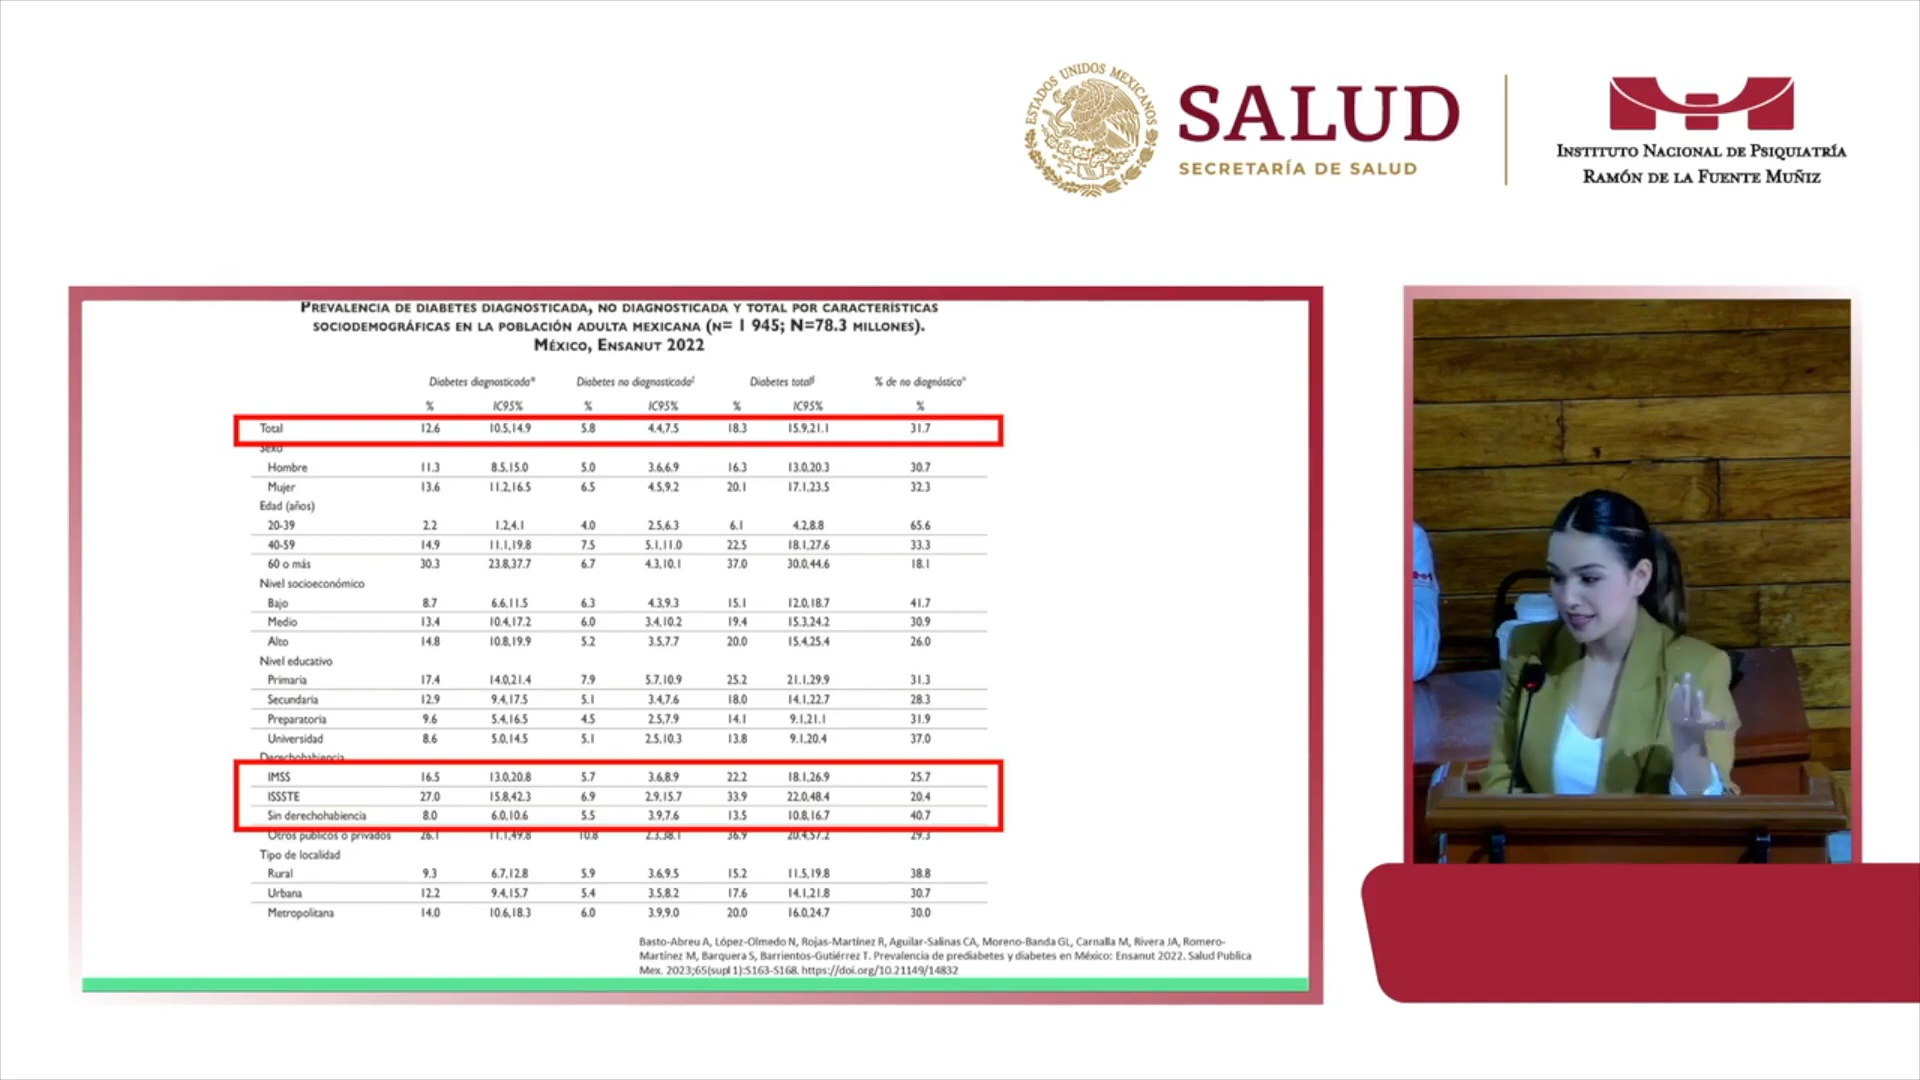 ESTADOS UNIDOS MEXICANOS
SALUD
SECRETARÍA DE SALUD
INSTITUTO NACIONAL DE PSIQUIATRÍA
RAMÓN DE LA FUENTE MUÑIZ
PREVALENCIA DE DIABETES DIAGNOSTICADA, NO DIAGNOSTICADA Y TOTAL POR CARACTERÍSTICAS
SOCIODEMOGRÁFICAS EN LA POBLACIÓN ADULTA MEXICANA (N= 1 945; N=78.3 MILLONES).
MÉXICO, ENSANUT 2022
Diabetes diagnosticada* Diabetes no diagnosticada‡ Diabetes total§ % de no diagnóstico°
% IC95% % IC95% % IC95% %
Total 12.6 10.5,14.9 5.8 4.4,7.5 18.3 15.9,21.1 31.7
Sexo
Hombre 11.3 8.5,15.0 5.0 3.6,6.9 16.3 13.0,20.3 30.7
Mujer 13.6 11.2,16.5 6.5 4.5,9.2 20.1 17.1,23.5 32.3
Edad (años)
20-39 2.2 1.2,4.1 4.0 2.5,6.3 6.1 4.2,8.8 65.6
40-59 14.9 11.1,19.8 7.5 5.1,11.0 22.5 18.1,27.6 33.3
60 o más 30.3 23.8,37.7 6.7 4.3,10.1 37.0 30.0,44.6 18.1
Nivel socioeconómico
Bajo 8.7 6.6,11.5 6.3 4.3,9.3 15.1 12.0,18.7 41.7
Medio 13.4 10.4,17.2 6.0 3.4,10.2 19.4 15.3,24.2 30.9
Alto 14.8 10.8,19.9 5.2 3.5,7.7 20.0 15.4,25.4 26.0
Nivel educativo
Primaria 17.4 14.0,21.4 7.9 5.7,10.9 25.2 21.1,29.9 31.3
Secundaria 12.9 9.4,17.5 5.1 3.4,7.6 18.0 14.1,22.7 28.3
Preparatoria 9.6 5.4,16.5 4.5 2.5,7.9 14.1 9.1,21.1 31.9
Universidad 8.6 5.0,14.5 5.1 2.5,10.3 13.8 9.1,20.4 37.0
Derechohabiencia
IMSS 16.5 13.0,20.8 5.7 3.6,8.9 22.2 18.1,26.9 25.7
ISSSTE 27.0 15.8,42.3 6.9 2.9,15.7 33.9 22.0,48.4 20.4
Sin derechohabiencia 8.0 6.0,10.6 5.5 3.9,7.6 13.5 10.8,16.7 40.7
Otros públicos o privados 26.1 11.1,49.8 10.8 2.3,38.1 36.9 20.4,57.2 29.3
Tipo de localidad
Rural 9.3 6.7,12.8 5.9 3.6,9.5 15.2 11.5,19.8 38.8
Urbana 12.2 9.4,15.7 5.4 3.5,8.2 17.6 14.1,21.8 30.7
Metropolitana 14.0 10.6,18.3 6.0 3.9,9.0 20.0 16.0,24.7 30.0
Basto-Abreu A, López-Olmedo N, Rojas-Martínez R, Aguilar-Salinas CA, Moreno-Banda GL, Carnalla M, Rivera JA, Romero-
Martínez M, Barquera S, Barrientos-Gutiérrez T. Prevalencia de prediabetes y diabetes en México: Ensanut 2022. Salud Publica
Mex. 2023;65(supl 1):S163-S168. https://doi.org/10.21149/14832